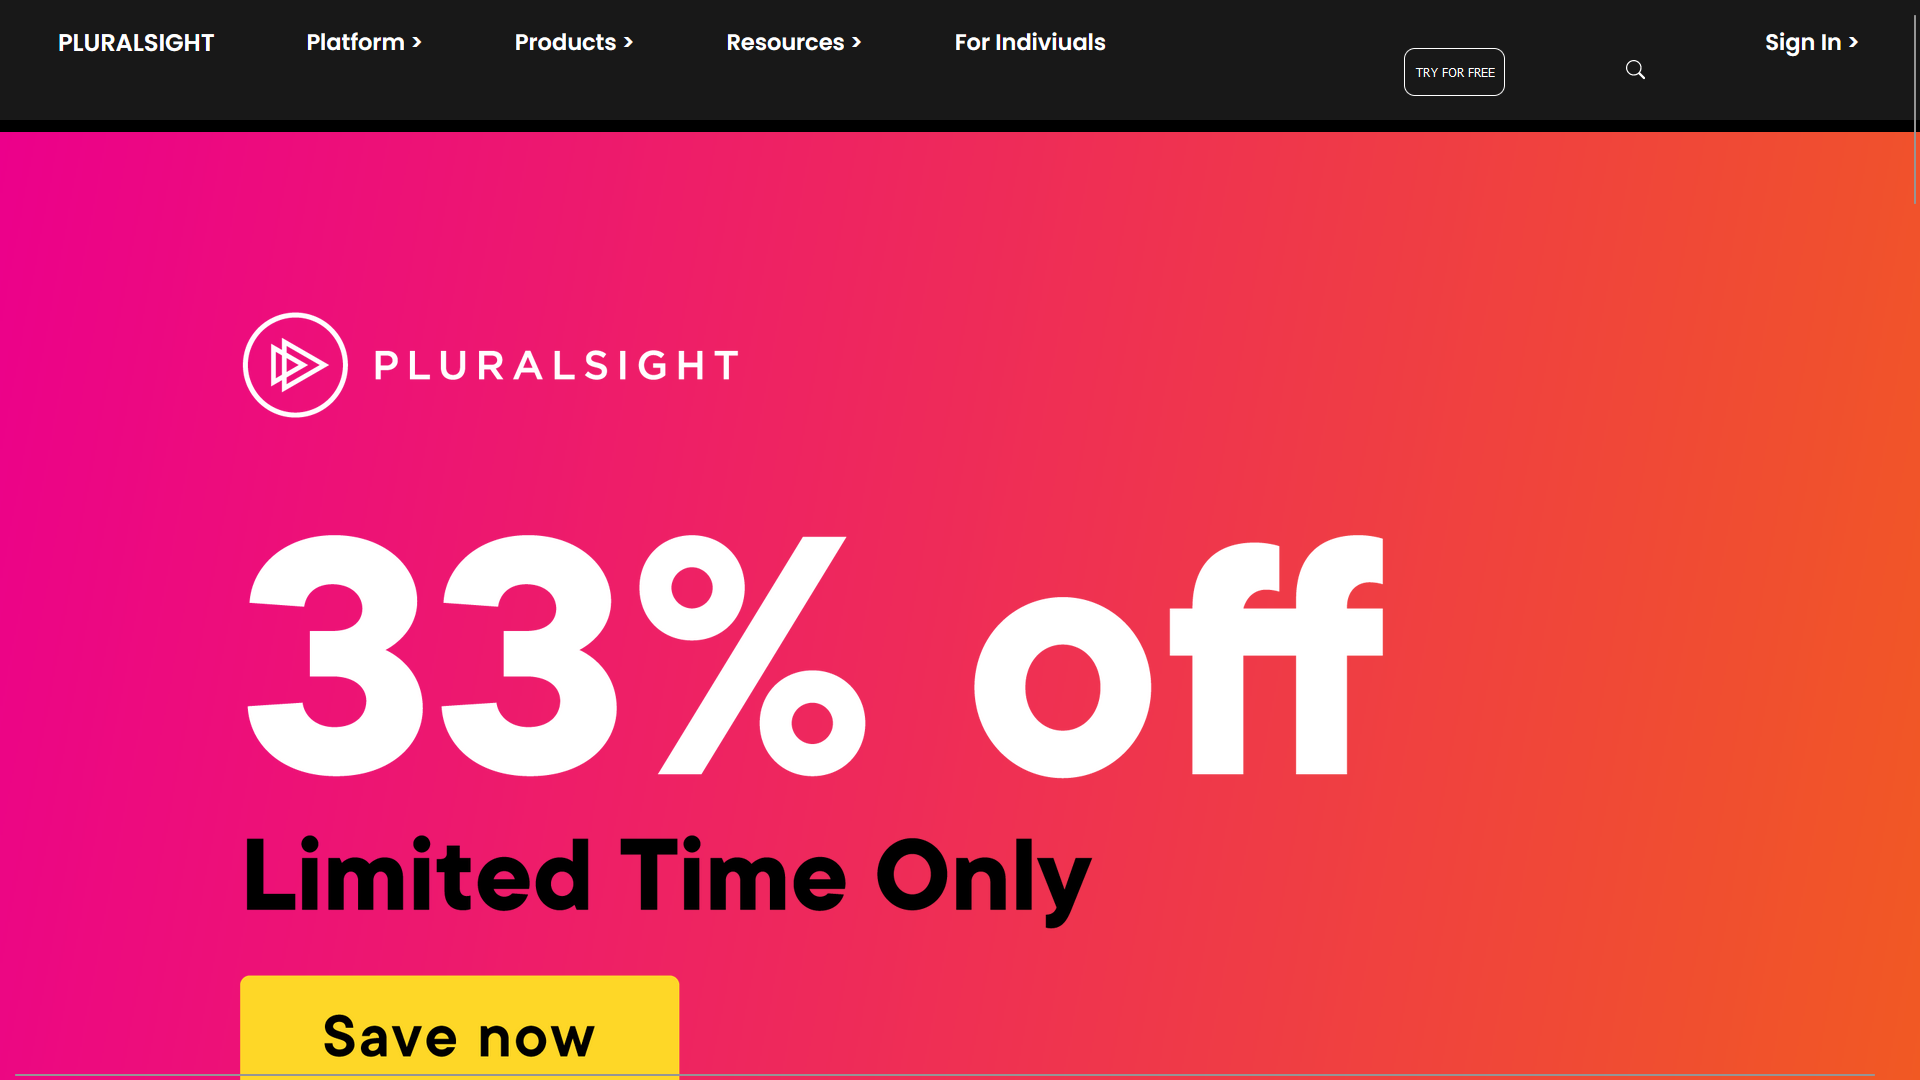 PLURALSIGHT Platform > Products > Resources > For Indiviuals TRY FOR FREE Sign In >
PLURALSIGHT
33% off
Limited Time Only
Save now